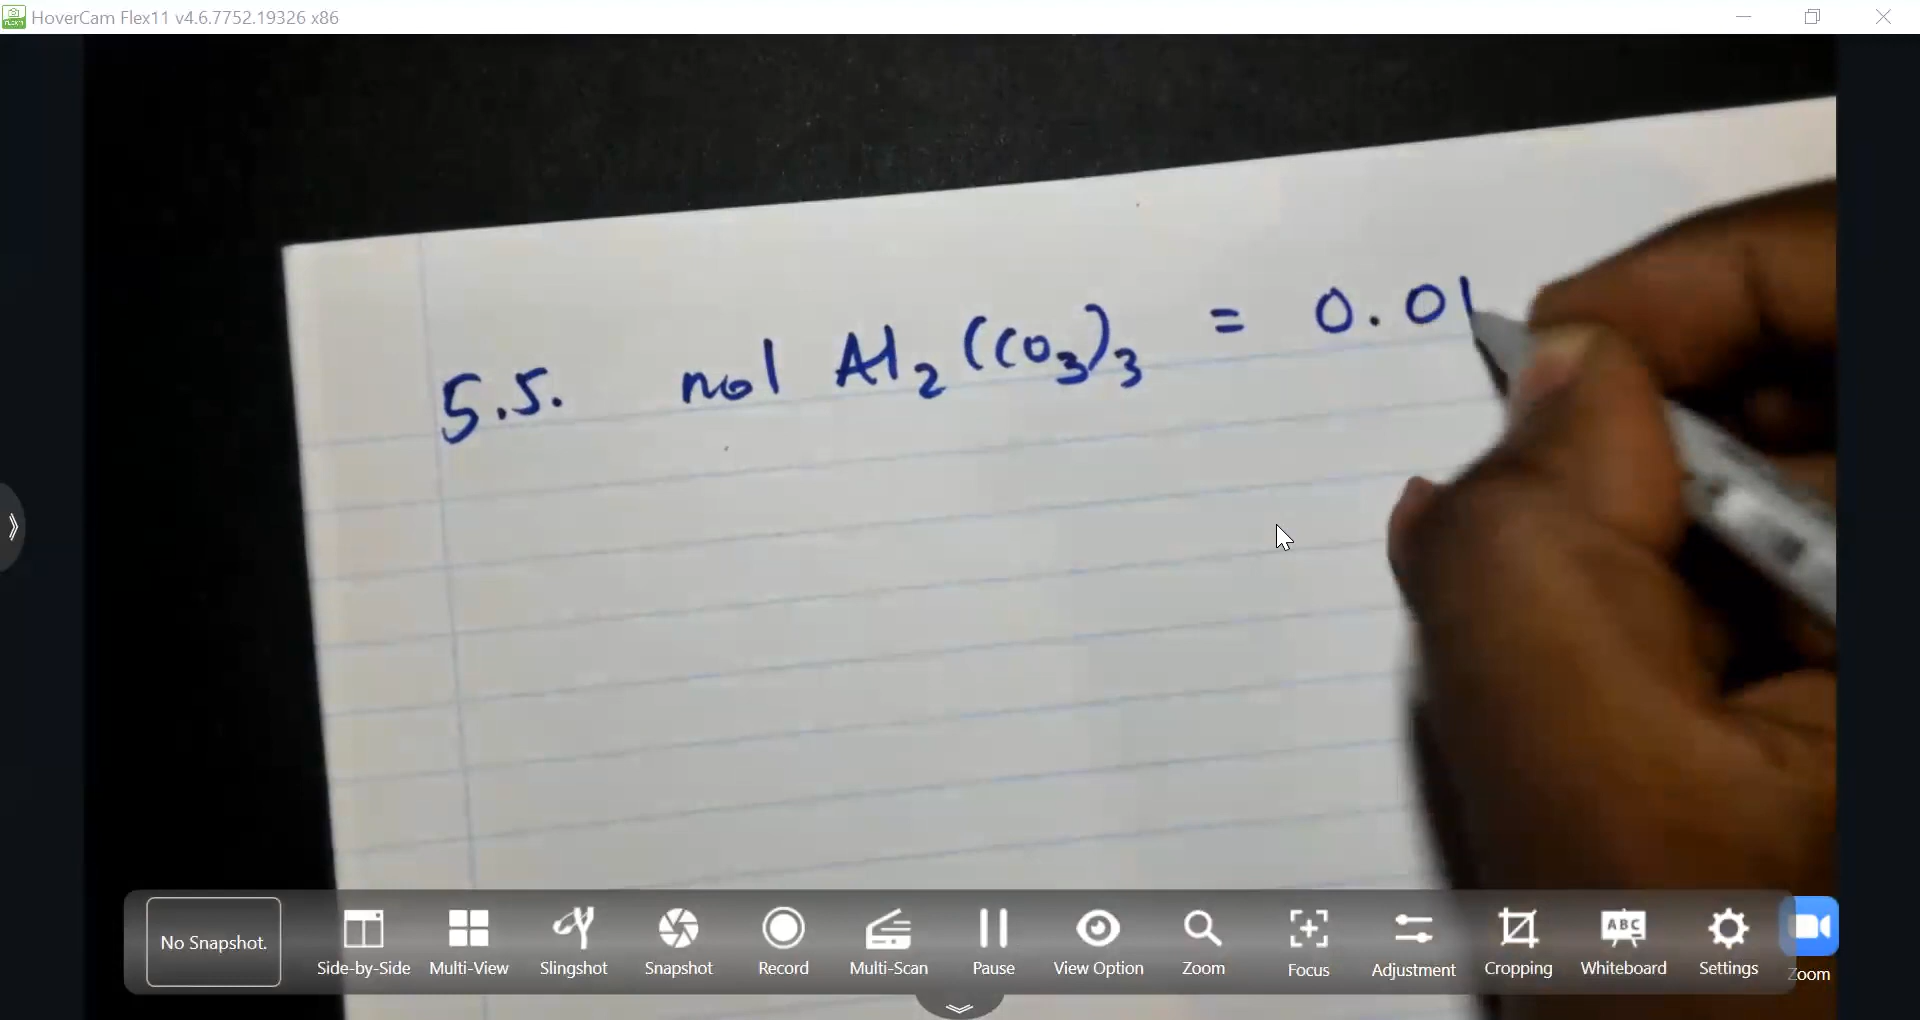 HoverCam Flex11 v4.6.7752.19326 x86
5.5. mol Al₂(CO₃)₃ = 0.01
No Snapshot.
Side-by-Side
Multi-View
Slingshot
Snapshot
Record
Multi-Scan
Pause
View Option
Zoom
Focus
Adjustment
Cropping
ABC
Whiteboard
Settings
Zoom